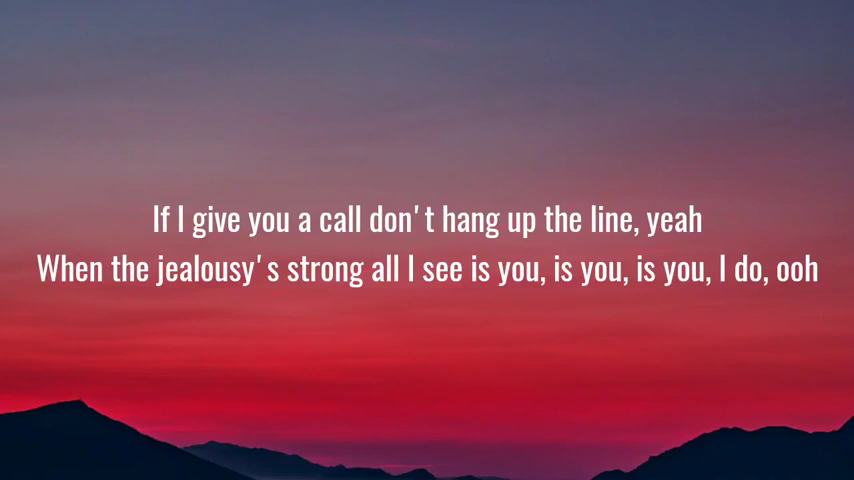 If I give you a call don't hang up the line, yeah
When the jealousy's strong all I see is you, is you, is you, I do, ooh